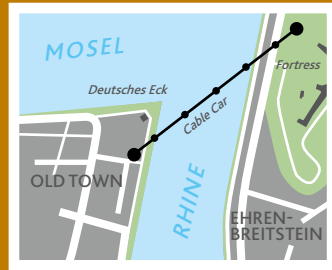 MOSEL
Deutsches Eck
Fortress
Cable Car
OLD TOWN
RHINE
EHREN-
BREITSTEIN